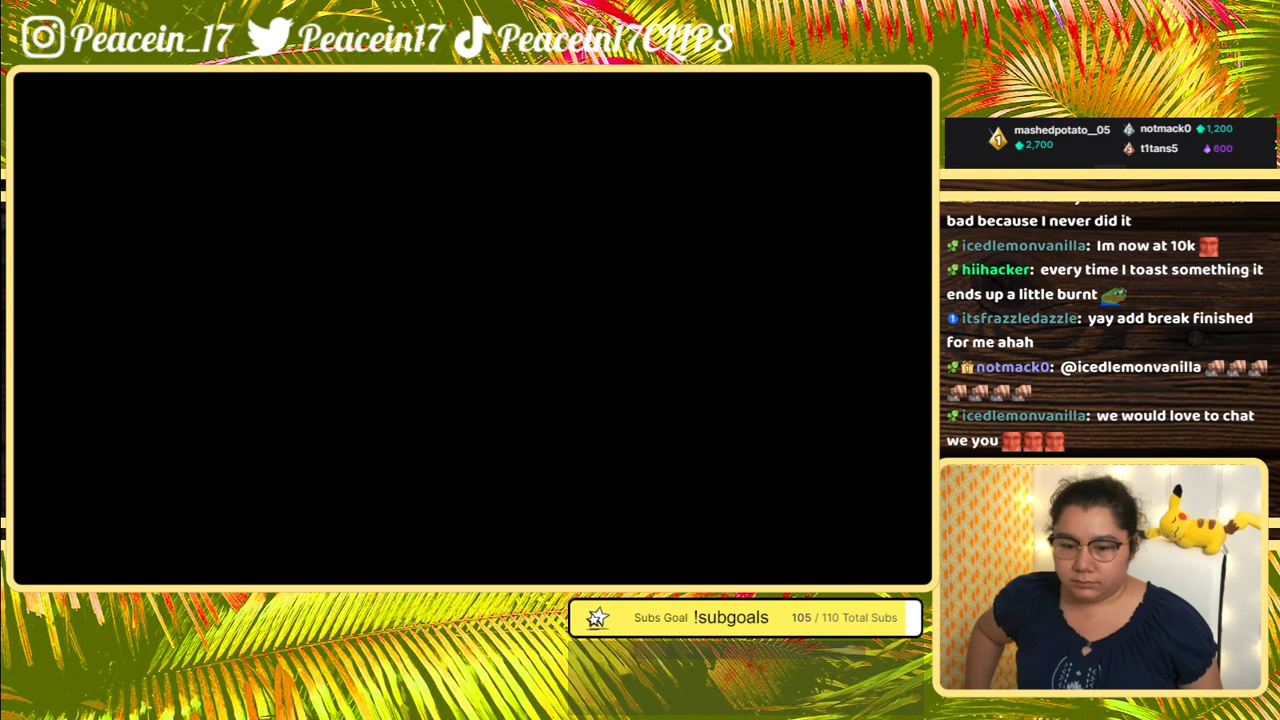 Peacein_17 Peacein17 Peacein17ClIPS
mashedpotato__05 notmack0 1,200
2,700 t1tans5 600
bad because I never did it
icedlemonvanilla: Im now at 10k
hiihacker: every time I toast something it
ends up a little burnt
itsfrazzledazzle: yay add break finished
for me ahah
notmack0: @icedlemonvanilla
icedlemonvanilla: we would love to chat
we you
Subs Goal !subgoals 105 / 110 Total Subs